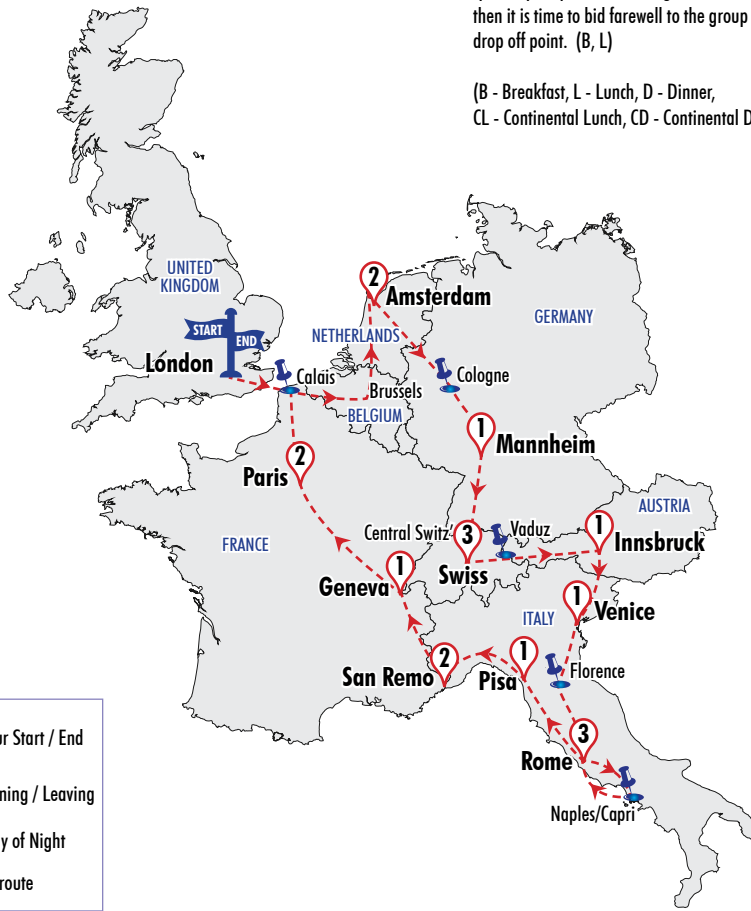 then it is time to bid farewell to the group
drop off point. (B, L)
(B - Breakfast, L - Lunch, D - Dinner,
CL - Continental Lunch, CD - Continental D
UNITED
KINGDOM
START
END
London
Calais
2
Amsterdam
NETHERLANDS
GERMANY
Cologne
Brussels
BELGIUM
1
Mannheim
2
Paris
AUSTRIA
FRANCE
Central Switz'
3
Swiss
Vaduz
1
Innsbruck
1
Geneva
1
Venice
ITALY
2
San Remo
1
Pisa
Florence
3
Rome
Naples/Capri
ur Start / End
ning / Leaving
y of Night
route